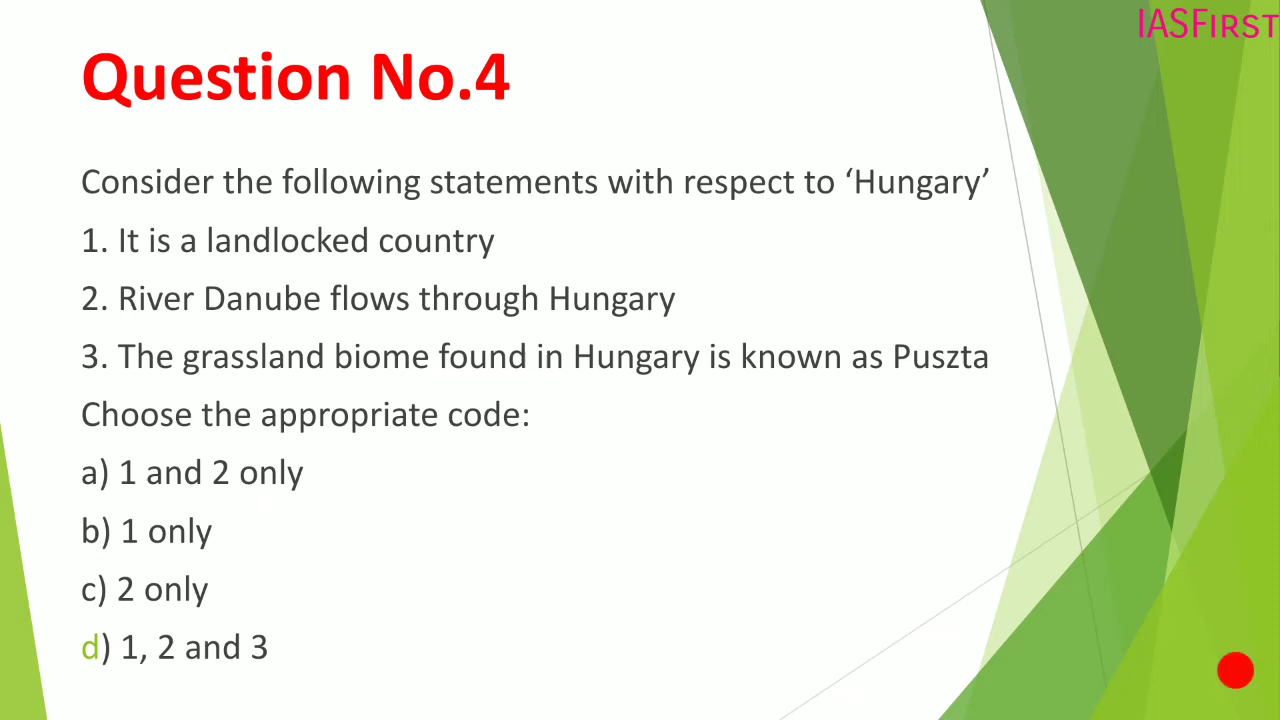 IASFIRST
Question No.4
Consider the following statements with respect to ‘Hungary’
1. It is a landlocked country
2. River Danube flows through Hungary
3. The grassland biome found in Hungary is known as Puszta
Choose the appropriate code:
a) 1 and 2 only
b) 1 only
c) 2 only
d) 1, 2 and 3